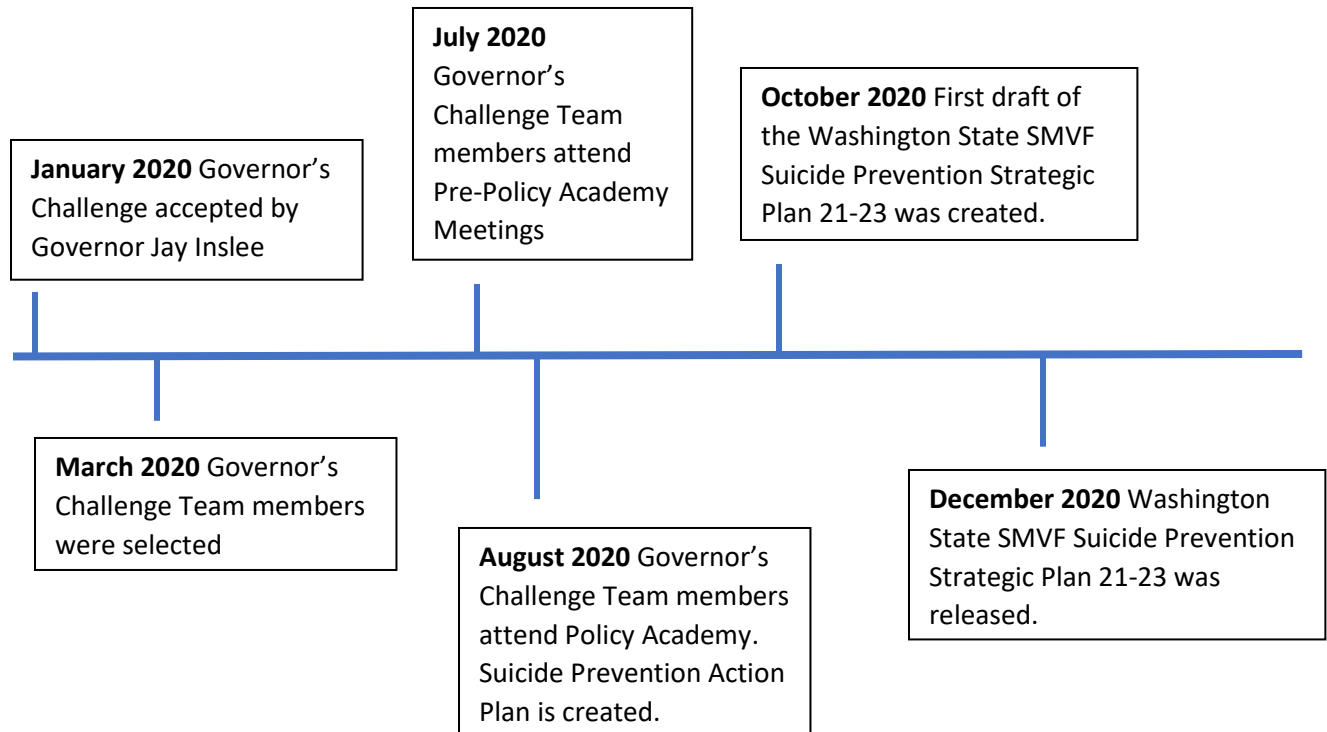 January 2020 Governor’s
Challenge accepted by
Governor Jay Inslee
March 2020 Governor’s
Challenge Team members
were selected
July 2020
Governor’s
Challenge Team
members attend
Pre-Policy Academy
Meetings
August 2020 Governor’s
Challenge Team members
attend Policy Academy.
Suicide Prevention Action
Plan is created.
October 2020 First draft of
the Washington State SMVF
Suicide Prevention Strategic
Plan 21-23 was created.
December 2020 Washington
State SMVF Suicide Prevention
Strategic Plan 21-23 was
released.